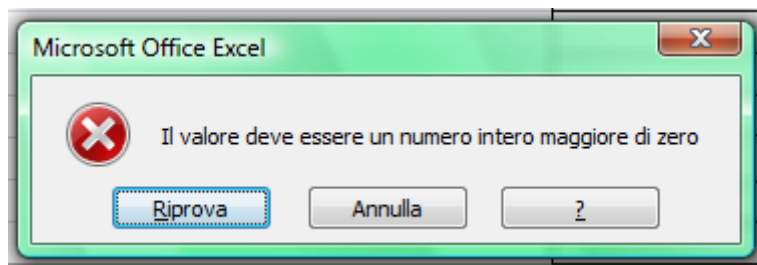 Microsoft Office Excel
Il valore deve essere un numero intero maggiore di zero
Riprova Annulla ?